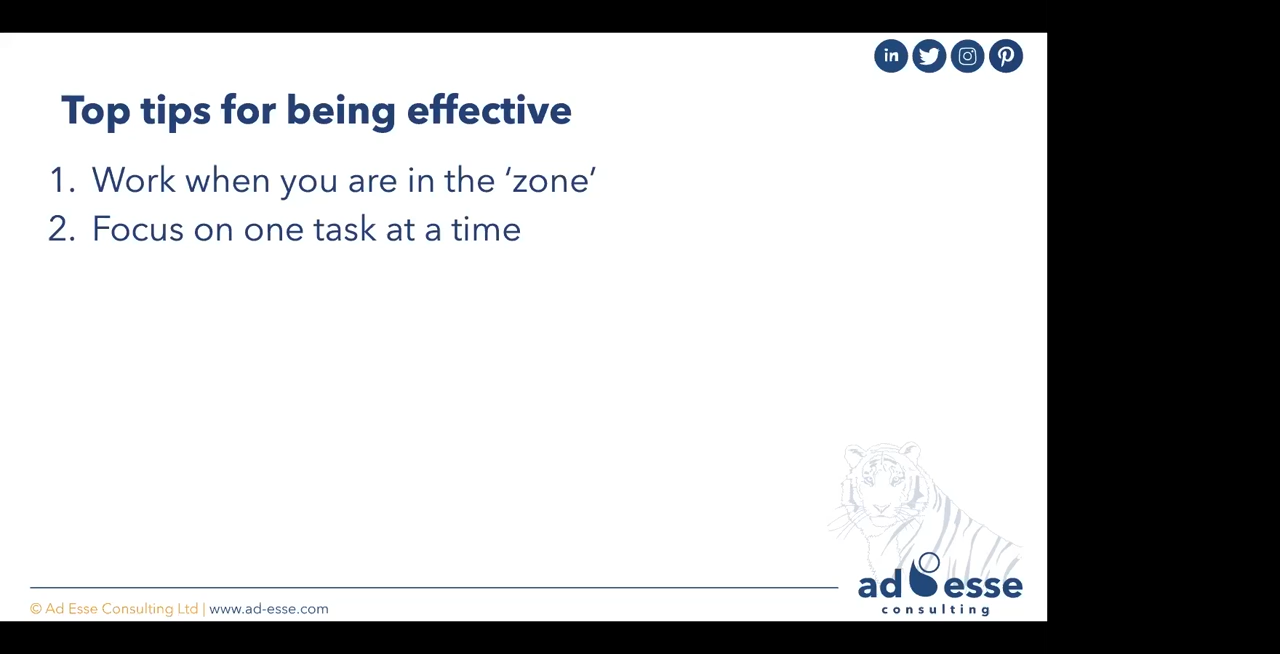 in
Top tips for being effective
1. Work when you are in the ‘zone’
2. Focus on one task at a time
ad esse
consulting
© Ad Esse Consulting Ltd | www.ad-esse.com